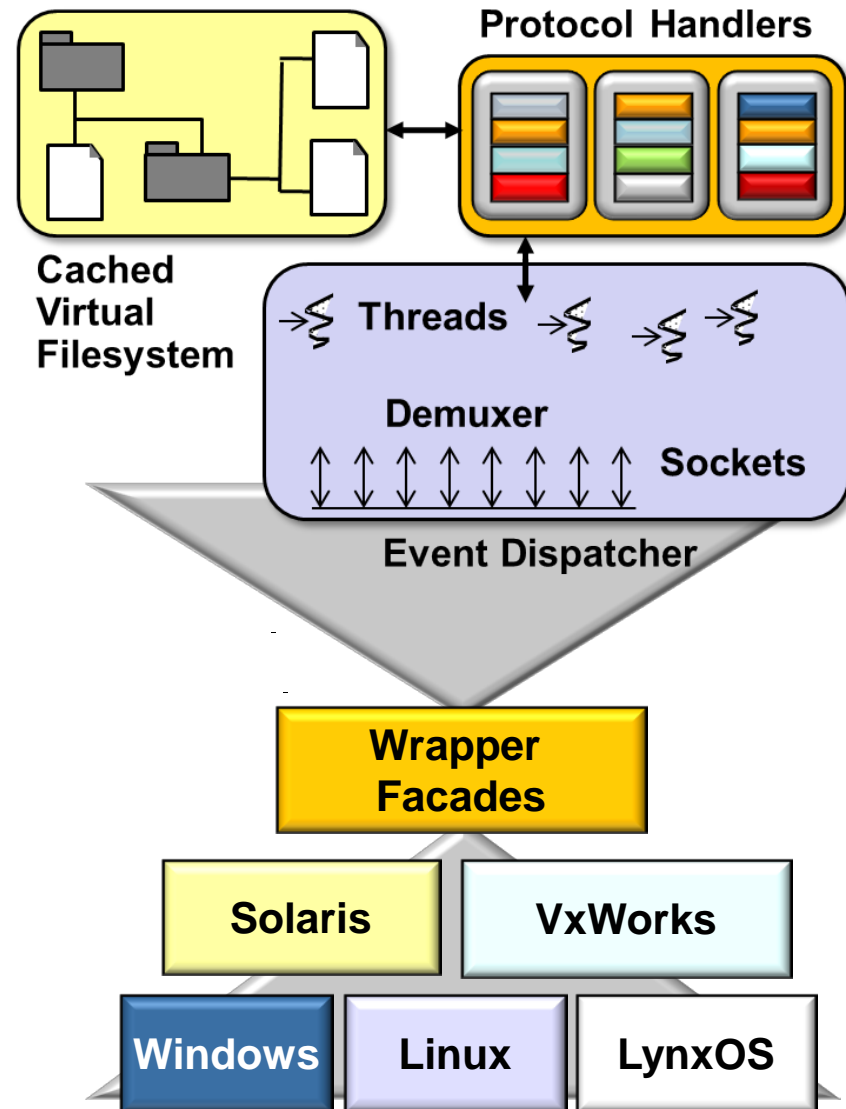 Protocol Handlers
Cached
Virtual
Filesystem
Threads
Demuxer
Sockets
Event Dispatcher
Wrapper
Facades
Solaris
VxWorks
Windows
Linux
LynxOS